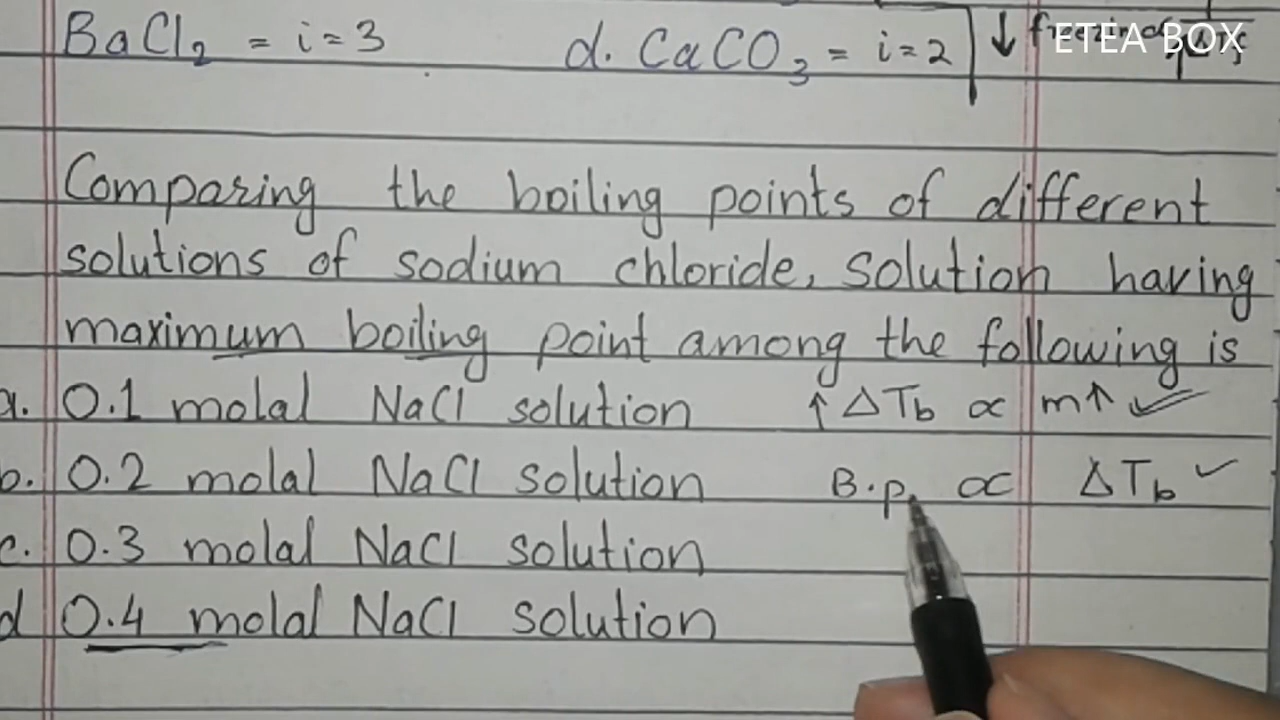 BaCl2 = i = 3
d. CaCO3 = i = 2
↓ freezing
ETEA BOX
Comparing the boiling points of different
solutions of sodium chloride, solution having
maximum boiling point among the following is
a. 0.1 molal NaCl solution ↑ ΔTb ∝ m↑ ✓
b. 0.2 molal NaCl solution B.p. ∝ ΔTb ✓
c. 0.3 molal NaCl solution
d 0.4 molal NaCl solution